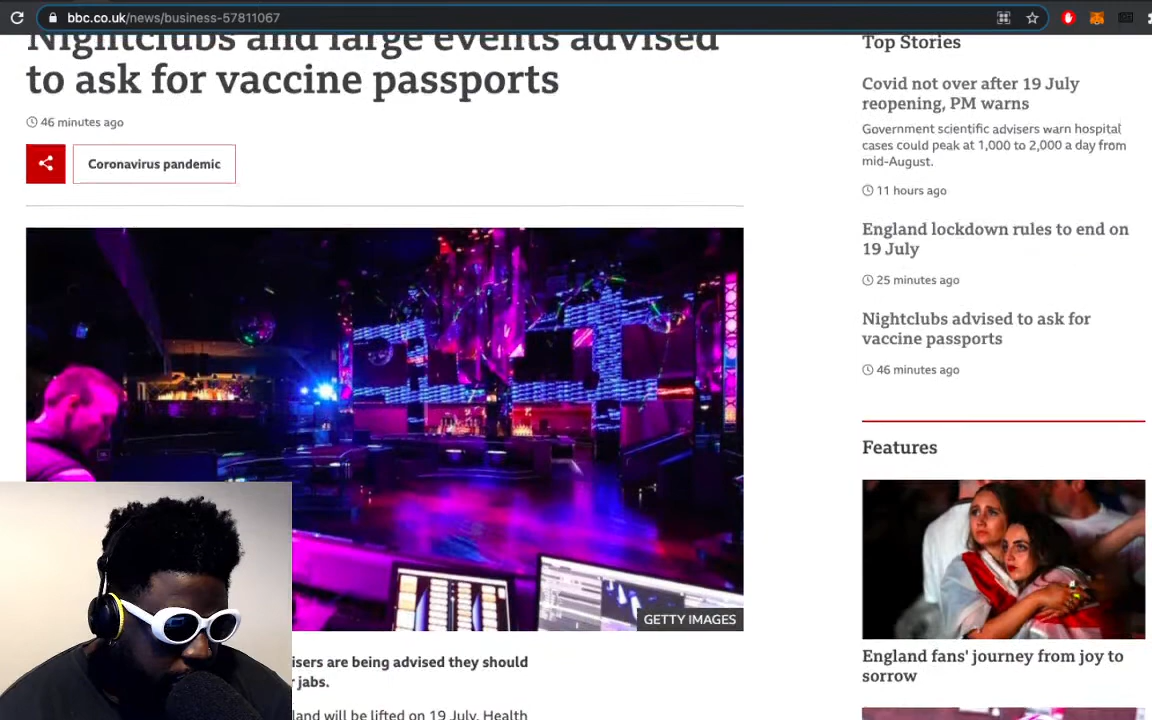 bbc.co.uk/news/business-57811067
Nightclubs and large events advised
to ask for vaccine passports
46 minutes ago
Coronavirus pandemic
GETTY IMAGES
isers are being advised they should
r jabs.
land will be lifted on 19 July, Health
Top Stories
Covid not over after 19 July
reopening, PM warns
Government scientific advisers warn hospital
cases could peak at 1,000 to 2,000 a day from
mid-August.
11 hours ago
England lockdown rules to end on
19 July
25 minutes ago
Nightclubs advised to ask for
vaccine passports
46 minutes ago
Features
England fans' journey from joy to
sorrow